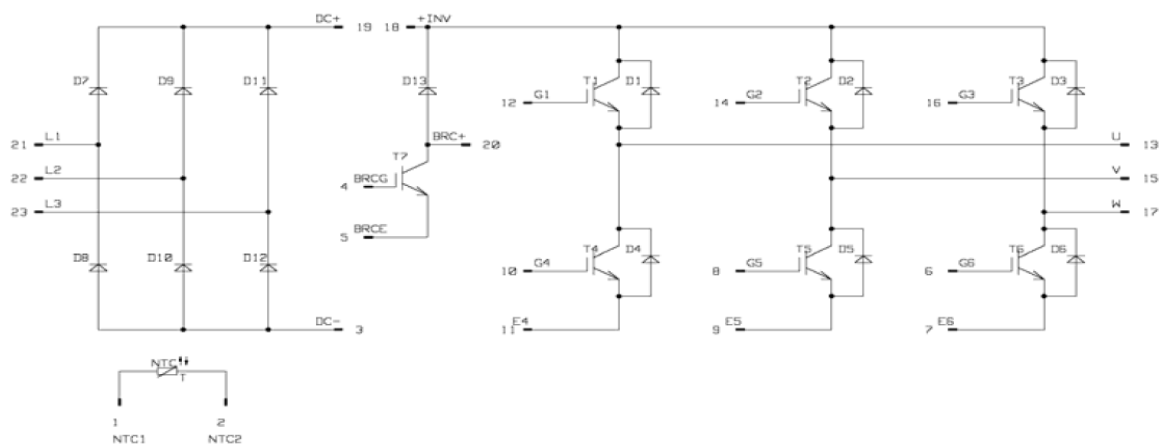 DC+ 19 18 +INV
D7 D9 D11 D13 T1 D1 T2 D2 T3 D3
12 G1 14 G2 16 G3
21 L1 BRC+ 20 U 13
T7
22 L2 4 BRCG V 15
23 L3 W 17
5 BRCE
D8 D10 D12 T4 D4 T5 D5 T6 D6
10 G4 8 G5 6 G6
DC- 3 11 E4 9 E5 7 E6
NTC
T
1 2
NTC1 NTC2